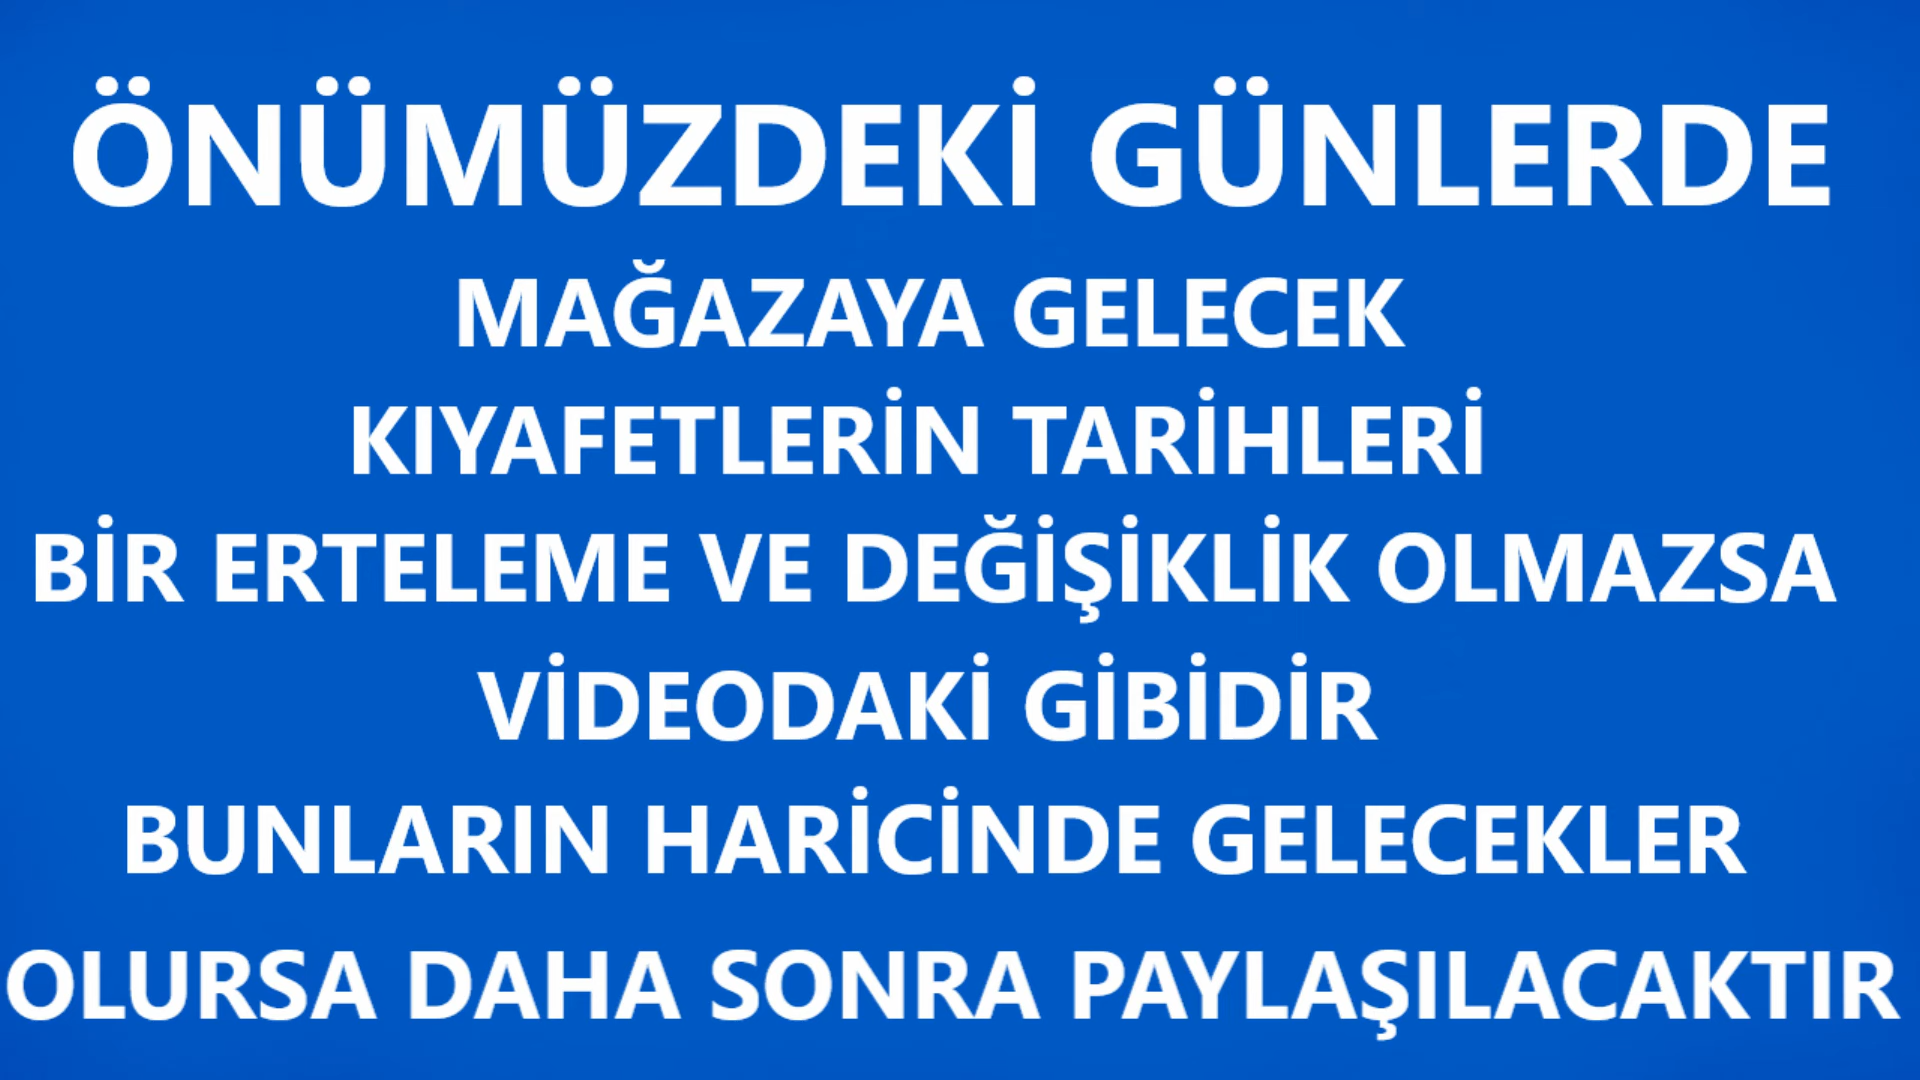 ÖNÜMÜZDEKİ GÜNLERDE
MAĞAZAYA GELECEK
KIYAFETLERİN TARİHLERİ
BİR ERTELEME VE DEĞİŞİKLİK OLMAZSA
VİDEODAKİ GİBİDİR
BUNLARIN HARİCİNDE GELECEKLER
OLURSA DAHA SONRA PAYLAŞILACAKTIR